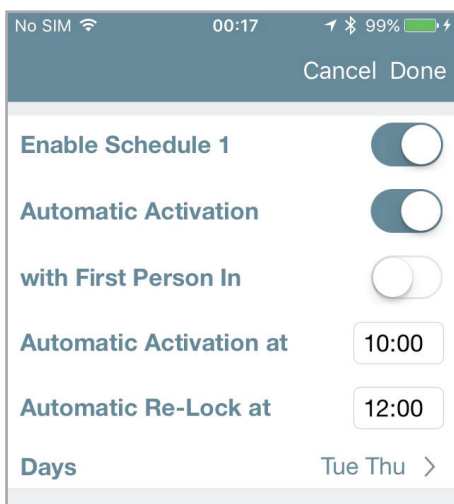 No SIM 00:17 99%
Cancel Done
Enable Schedule 1
Automatic Activation
with First Person In
Automatic Activation at 10:00
Automatic Re-Lock at 12:00
Days Tue Thu >